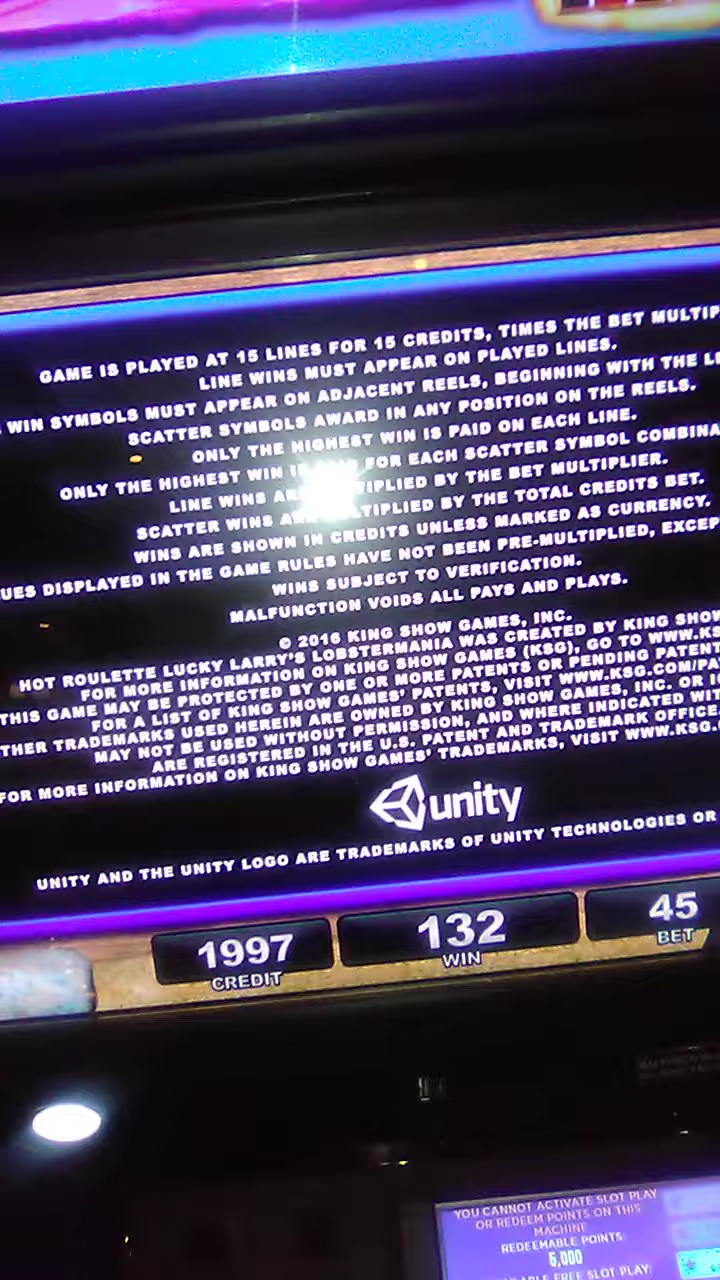 GAME IS PLAYED AT 15 LINES FOR 15 CREDITS, TIMES THE BET
LINE WINS MUST APPEAR ON PLAYED LINES.
WIN SYMBOLS MUST APPEAR ON ADJACENT REELS, BEGINNING WITH THE
SCATTER SYMBOLS AWARD IN ANY POSITION ON THE REELS.
ONLY THE HIGHEST WIN IS PAID ON EACH LINE.
ONLY THE HIGHEST WIN FOR EACH SCATTER SYMBOL
LINE WINS BY THE BET MULTIPLIER.
SCATTER WINS BY THE TOTAL CREDITS BET.
WINS ARE SHOWN IN CREDITS UNLESS MARKED AS CURRENCY.
DISPLAYED IN THE GAME RULES HAVE NOT BEEN PRE-MULTIPLIED,
WINS SUBJECT TO VERIFICATION.
MALFUNCTION VOIDS ALL PAYS AND PLAYS.
© 2016 KING SHOW GAMES, INC.
HOT ROULETTE LUCKY LARRY'S LOBSTERMANIA WAS CREATED BY KING SHOW
FOR MORE INFORMATION ON KING SHOW GAMES (KSG), GO TO
THIS GAME MAY BE PROTECTED BY ONE OR MORE PATENTS OR PENDING
FOR A LIST OF KING SHOW GAMES' PATENTS, VISIT WWW.KSG.COM/PA
TRADEMARKS USED HEREIN ARE OWNED BY KING SHOW GAMES, INC. OR
MAY NOT BE USED WITHOUT PERMISSION, AND WHERE INDICATED
ARE REGISTERED IN THE U.S. PATENT AND TRADEMARK
FOR MORE INFORMATION ON KING SHOW GAMES' TRADEMARKS, VISIT WWW.KSG.
unity
UNITY AND THE UNITY LOGO ARE TRADEMARKS OF UNITY TECHNOLOGIES OR
1997 132 45
CREDIT WIN BET
YOU CANNOT ACTIVATE SLOT PLAY
OR REDEEM POINTS ON THIS
MACHINE
REDEEMABLE POINTS:
6,000
FREE SLOT PLAY: